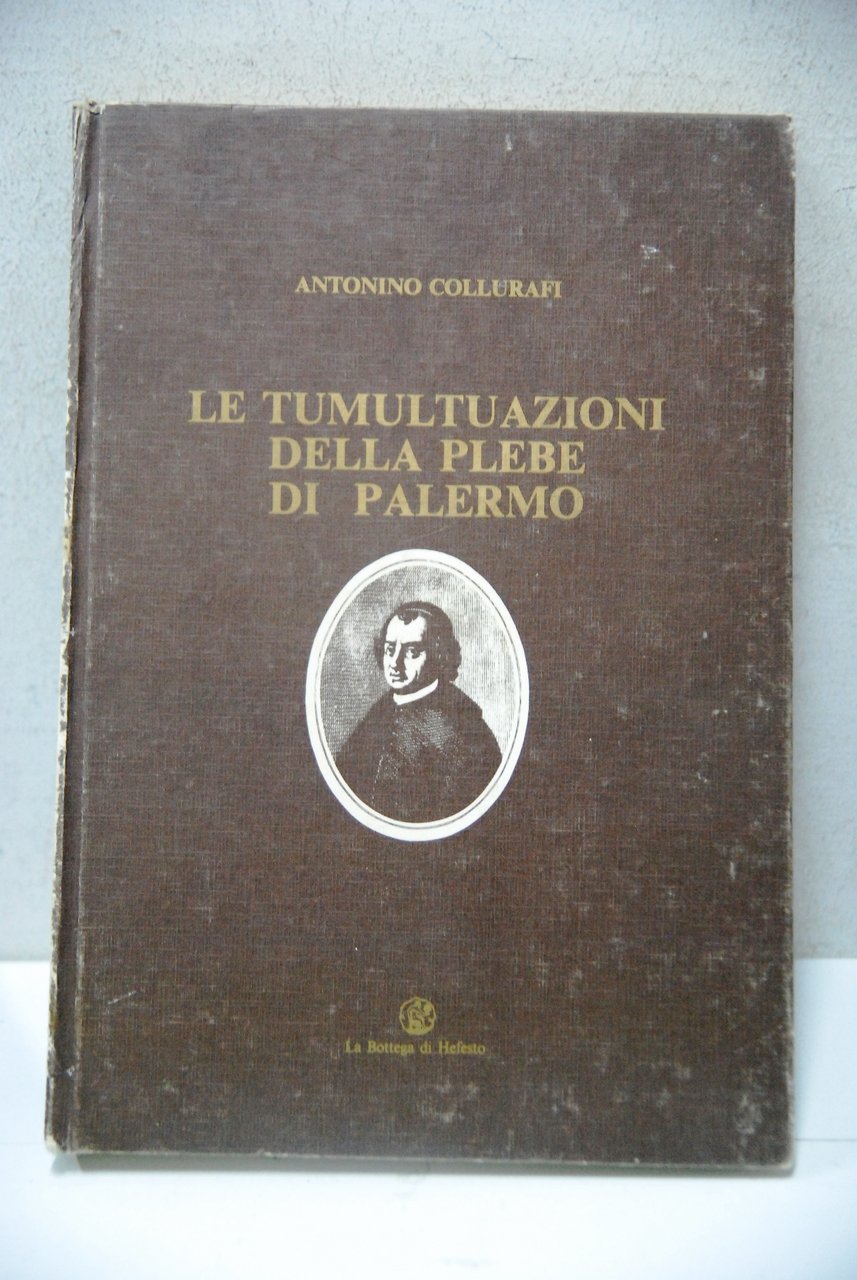 ANTONINO COLLURAFI
LE TUMULTUAZIONI
DELLA PLEBE
DI PALERMO
La Bottega di Hefesto